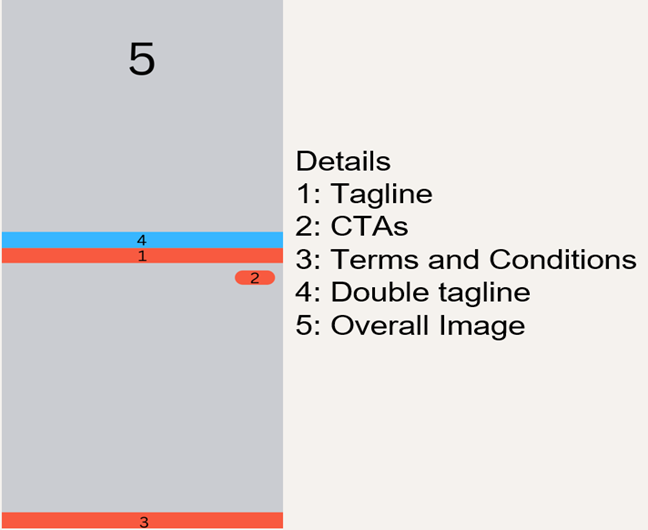 5
4
1
2
3
Details
1: Tagline
2: CTAs
3: Terms and Conditions
4: Double tagline
5: Overall Image